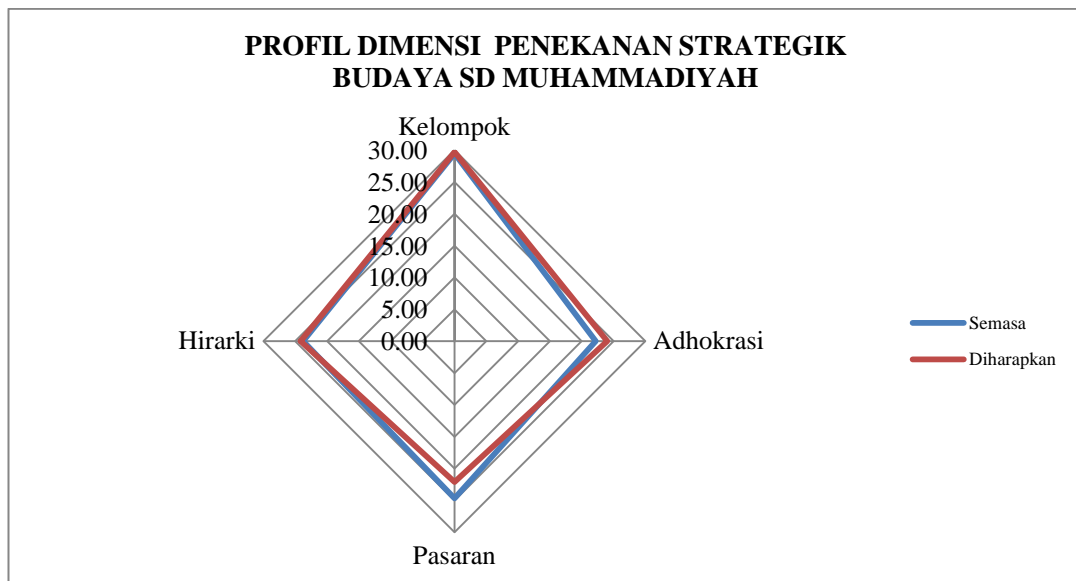 PROFIL DIMENSI PENEKANAN STRATEGIK
BUDAYA SD MUHAMMADIYAH
Kelompok
30.00
25.00
20.00
15.00
10.00
5.00
0.00
Hirarki
Adhokrasi
Pasaran
Semasa
Diharapkan